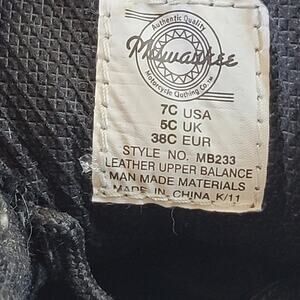 Authentic Quality
Milwaukee
Motorcycle Clothing Co.
7C USA
5C UK
38C EUR
STYLE NO. MB233
LEATHER UPPER BALANCE
MAN MADE MATERIALS
MADE IN CHINA K/11